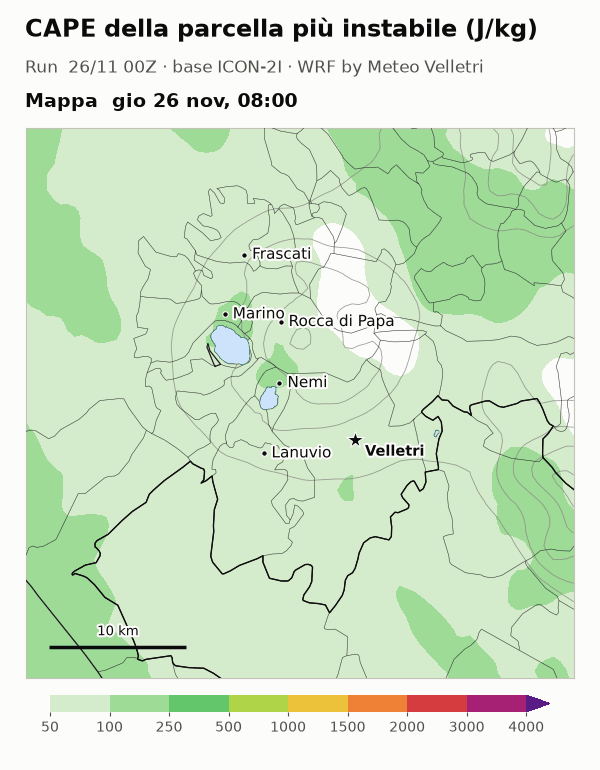 CAPE della parcella più instabile (J/kg)
Run  26/11 00Z · base ICON-2I · WRF by Meteo Velletri
Mappa  gio 26 nov, 08:00
Frascati
Marino
Rocca di Papa
Nemi
Velletri
Lanuvio
10 km
50 100 250 500 1000 1500 2000 3000 4000